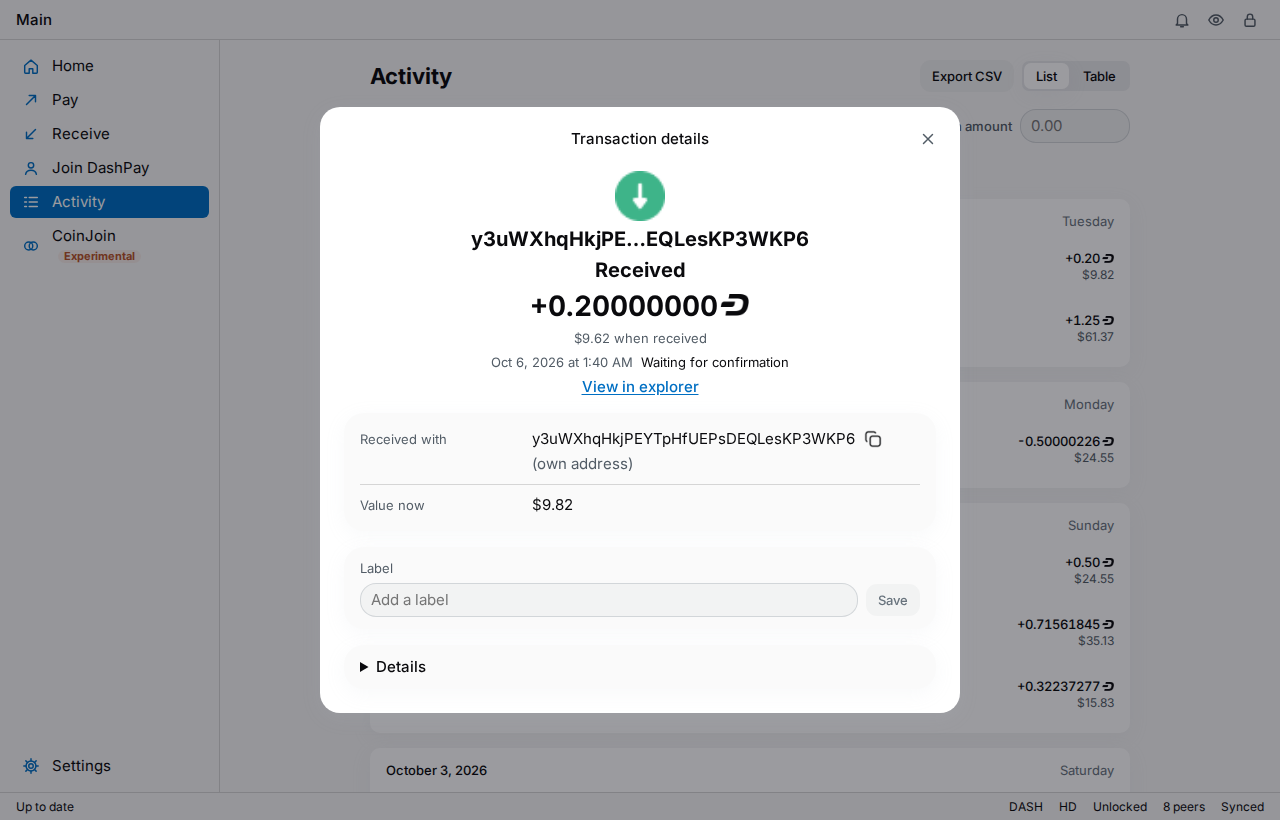 Main
Home
Pay
Receive
Join DashPay
Activity
CoinJoin
Experimental
Settings
Activity
Export CSV
List
Table
amount
0.00
Transaction details
y3uWXhqHkjPE...EQLesKP3WKP6
Received
+0.20000000
$9.62 when received
Oct 6, 2026 at 1:40 AM Waiting for confirmation
View in explorer
Received with
y3uWXhqHkjPEYTpHfUEPsDEQLesKP3WKP6
(own address)
Value now
$9.82
Label
Add a label
Save
Details
Tuesday
+0.20
$9.82
+1.25
$61.37
Monday
-0.50000226
$24.55
Sunday
+0.50
$24.55
+0.71561845
$35.13
+0.32237277
$15.83
October 3, 2026
Saturday
Up to date
DASH
HD
Unlocked
8 peers
Synced